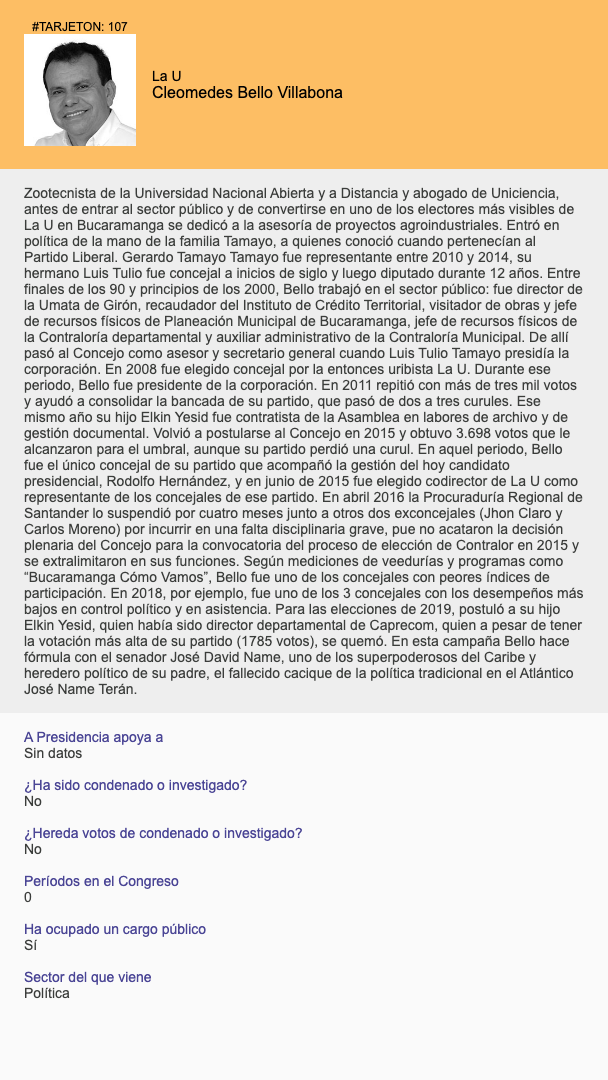 #TARJETON: 107
La U
Cleomedes Bello Villabona
Zootecnista de la Universidad Nacional Abierta y a Distancia y abogado de Uniciencia,
antes de entrar al sector público y de convertirse en uno de los electores más visibles de
La U en Bucaramanga se dedicó a la asesoría de proyectos agroindustriales. Entró en
política de la mano de la familia Tamayo, a quienes conoció cuando pertenecían al
Partido Liberal. Gerardo Tamayo Tamayo fue representante entre 2010 y 2014, su
hermano Luis Tulio fue concejal a inicios de siglo y luego diputado durante 12 años. Entre
finales de los 90 y principios de los 2000, Bello trabajó en el sector público: fue director de
la Umata de Girón, recaudador del Instituto de Crédito Territorial, visitador de obras y jefe
de recursos físicos de Planeación Municipal de Bucaramanga, jefe de recursos físicos de
la Contraloría departamental y auxiliar administrativo de la Contraloría Municipal. De allí
pasó al Concejo como asesor y secretario general cuando Luis Tulio Tamayo presidía la
corporación. En 2008 fue elegido concejal por la entonces uribista La U. Durante ese
periodo, Bello fue presidente de la corporación. En 2011 repitió con más de tres mil votos
y ayudó a consolidar la bancada de su partido, que pasó de dos a tres curules. Ese
mismo año su hijo Elkin Yesid fue contratista de la Asamblea en labores de archivo y de
gestión documental. Volvió a postularse al Concejo en 2015 y obtuvo 3.698 votos que le
alcanzaron para el umbral, aunque su partido perdió una curul. En aquel periodo, Bello
fue el único concejal de su partido que acompañó la gestión del hoy candidato
presidencial, Rodolfo Hernández, y en junio de 2015 fue elegido codirector de La U como
representante de los concejales de ese partido. En abril 2016 la Procuraduría Regional de
Santander lo suspendió por cuatro meses junto a otros dos exconcejales (Jhon Claro y
Carlos Moreno) por incurrir en una falta disciplinaria grave, pue no acataron la decisión
plenaria del Concejo para la convocatoria del proceso de elección de Contralor en 2015 y
se extralimitaron en sus funciones. Según mediciones de veedurías y programas como
“Bucaramanga Cómo Vamos”, Bello fue uno de los concejales con peores índices de
participación. En 2018, por ejemplo, fue uno de los 3 concejales con los desempeños más
bajos en control político y en asistencia. Para las elecciones de 2019, postuló a su hijo
Elkin Yesid, quien había sido director departamental de Caprecom, quien a pesar de tener
la votación más alta de su partido (1785 votos), se quemó. En esta campaña Bello hace
fórmula con el senador José David Name, uno de los superpoderosos del Caribe y
heredero político de su padre, el fallecido cacique de la política tradicional en el Atlántico
José Name Terán.
A Presidencia apoya a
Sin datos
¿Ha sido condenado o investigado?
No
¿Hereda votos de condenado o investigado?
No
Períodos en el Congreso
0
Ha ocupado un cargo público
Sí
Sector del que viene
Política